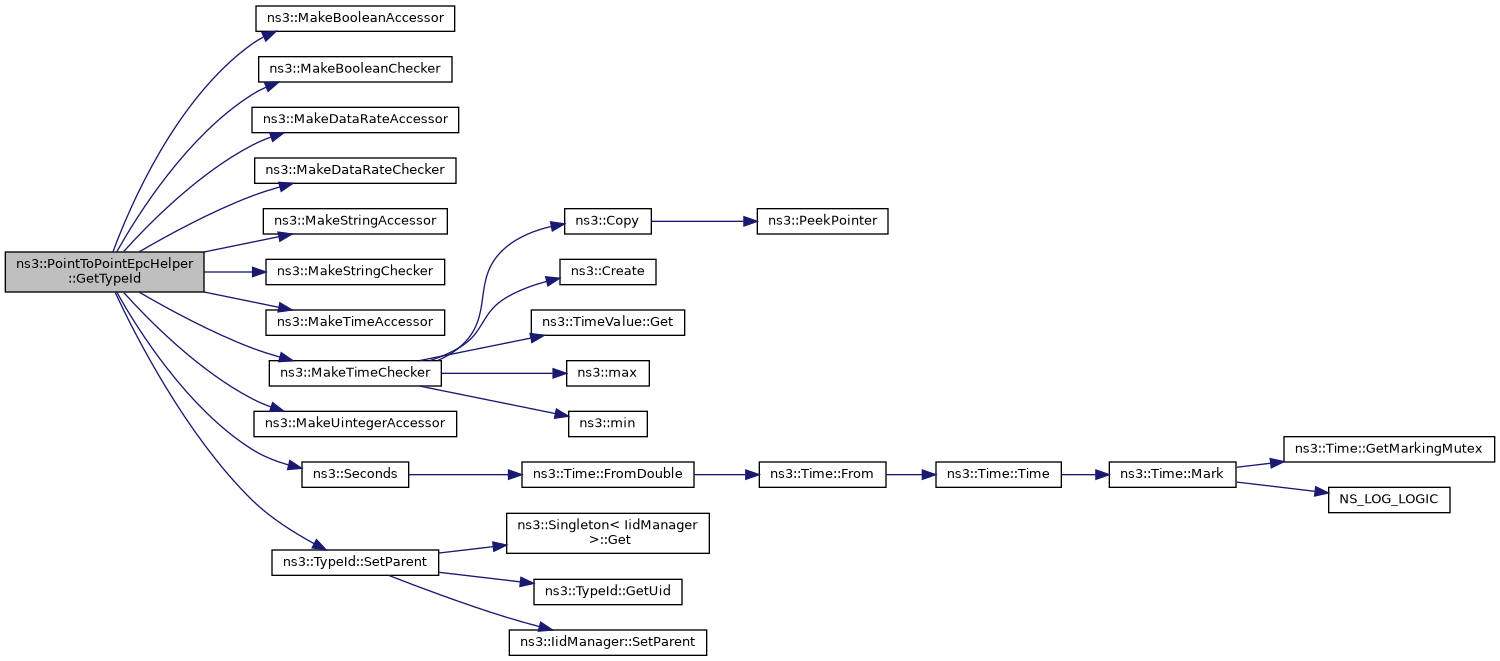 ns3::MakeBooleanAccessor
ns3::MakeBooleanChecker
ns3::MakeDataRateAccessor
ns3::MakeDataRateChecker
ns3::MakeStringAccessor
ns3::Copy
ns3::PeekPointer
ns3::PointToPointEpcHelper
::GetTypeId
ns3::MakeStringChecker
ns3::Create
ns3::MakeTimeAccessor
ns3::TimeValue::Get
ns3::MakeTimeChecker
ns3::max
ns3::MakeUintegerAccessor
ns3::min
ns3::Seconds
ns3::Time::FromDouble
ns3::Time::From
ns3::Time::Time
ns3::Time::Mark
ns3::Time::GetMarkingMutex
NS_LOG_LOGIC
ns3::Singleton< IidManager
>::Get
ns3::TypeId::SetParent
ns3::TypeId::GetUid
ns3::IidManager::SetParent